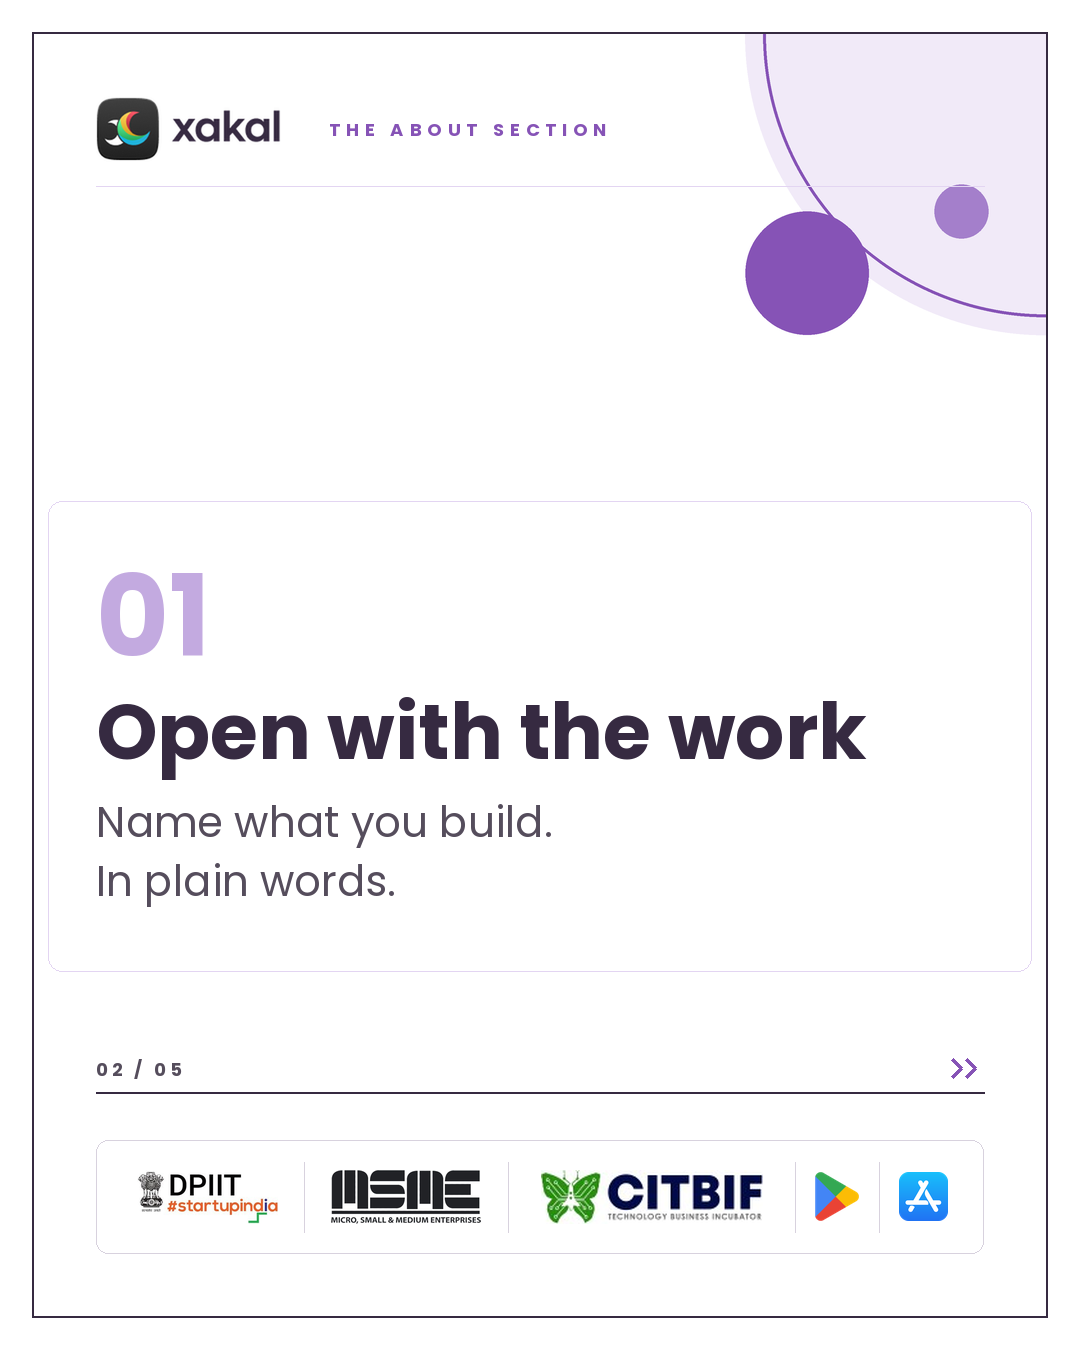 xakal
THE ABOUT SECTION
01
Open with the work
Name what you build.
In plain words.
02 / 05
DPIIT
#startupindia
MSME
MICRO, SMALL & MEDIUM ENTERPRISES
CITBIF
TECHNOLOGY BUSINESS INCUBATOR